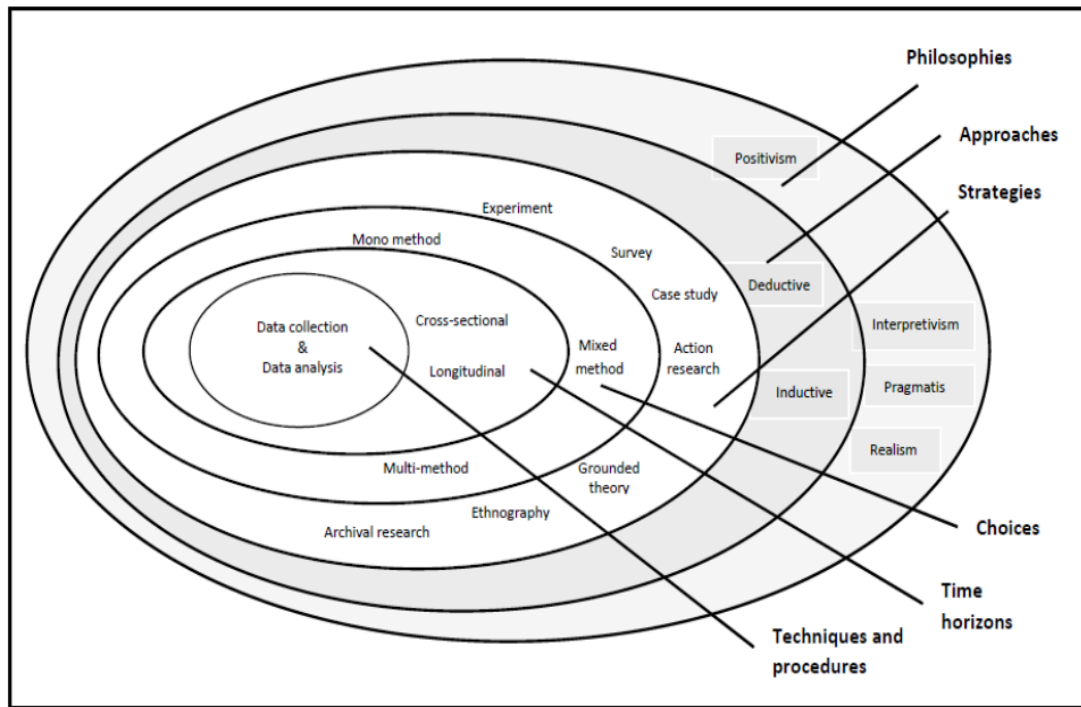 Philosophies
Approaches
Strategies
Positivism
Experiment
Mono method
Survey
Deductive
Case study
Interpretivism
Cross-sectional
Data collection
&
Data analysis
Mixed
method
Action
research
Longitudinal
Inductive
Pragmatis
Realism
Multi-method
Grounded
theory
Ethnography
Archival research
Choices
Time
horizons
Techniques and
procedures